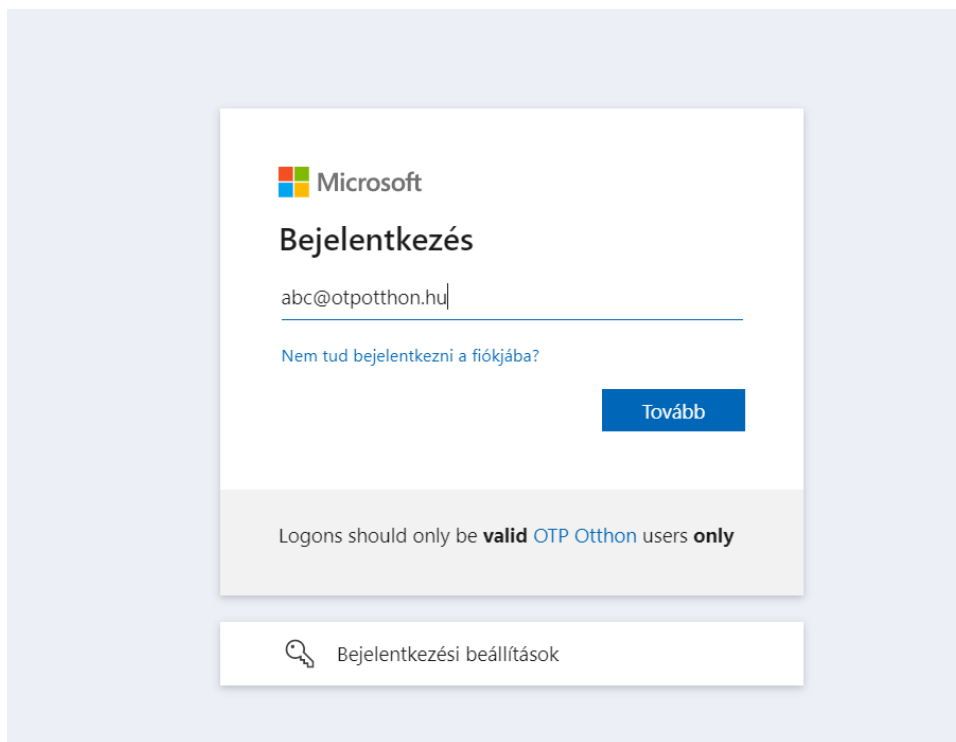 Microsoft
Bejelentkezés
abc@otpotthon.hu
Nem tud bejelentkezni a fiókjába?
Tovább
Logons should only be valid OTP Otthon users only
Bejelentkezési beállítások